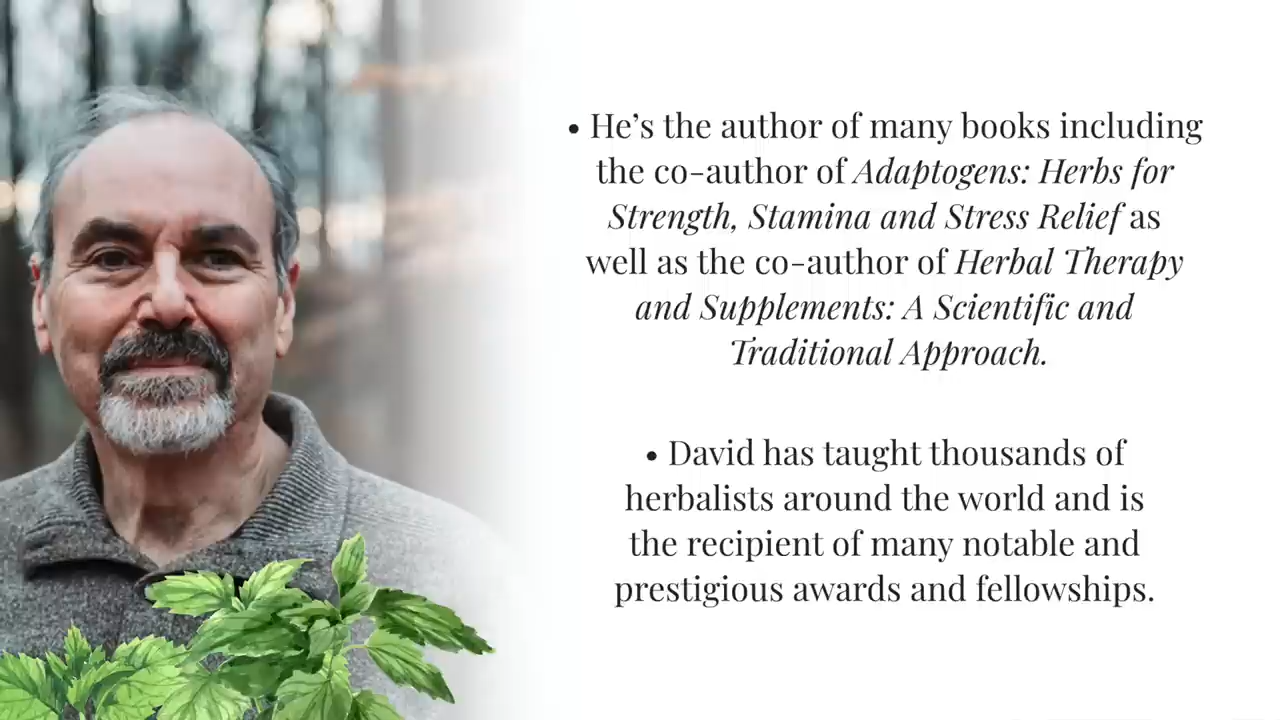 • He’s the author of many books including
the co-author of Adaptogens: Herbs for
Strength, Stamina and Stress Relief as
well as the co-author of Herbal Therapy
and Supplements: A Scientific and
Traditional Approach.
• David has taught thousands of
herbalists around the world and is
the recipient of many notable and
prestigious awards and fellowships.